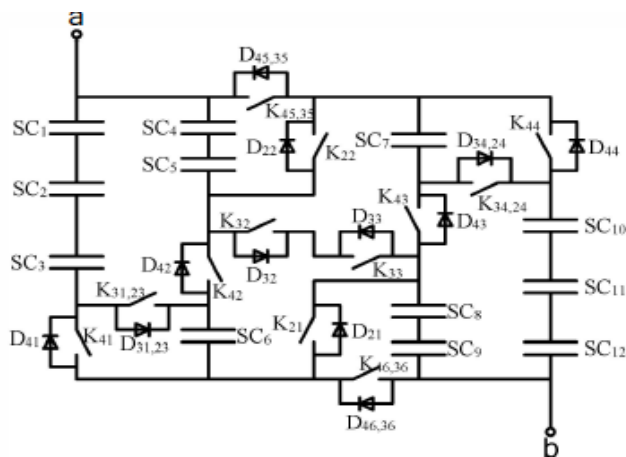 a
D45,35
K45,35
SC1
SC4
SC5
D22
K22
SC7
D34,24
K44
D44
SC2
K34,24
K43
D43
SC10
K32
D33
D32
K33
D42
K42
SC3
K31,23
D31,23
SC11
D41
K41
SC6
K21
D21
SC8
SC9
SC12
K46,36
D46,36
b